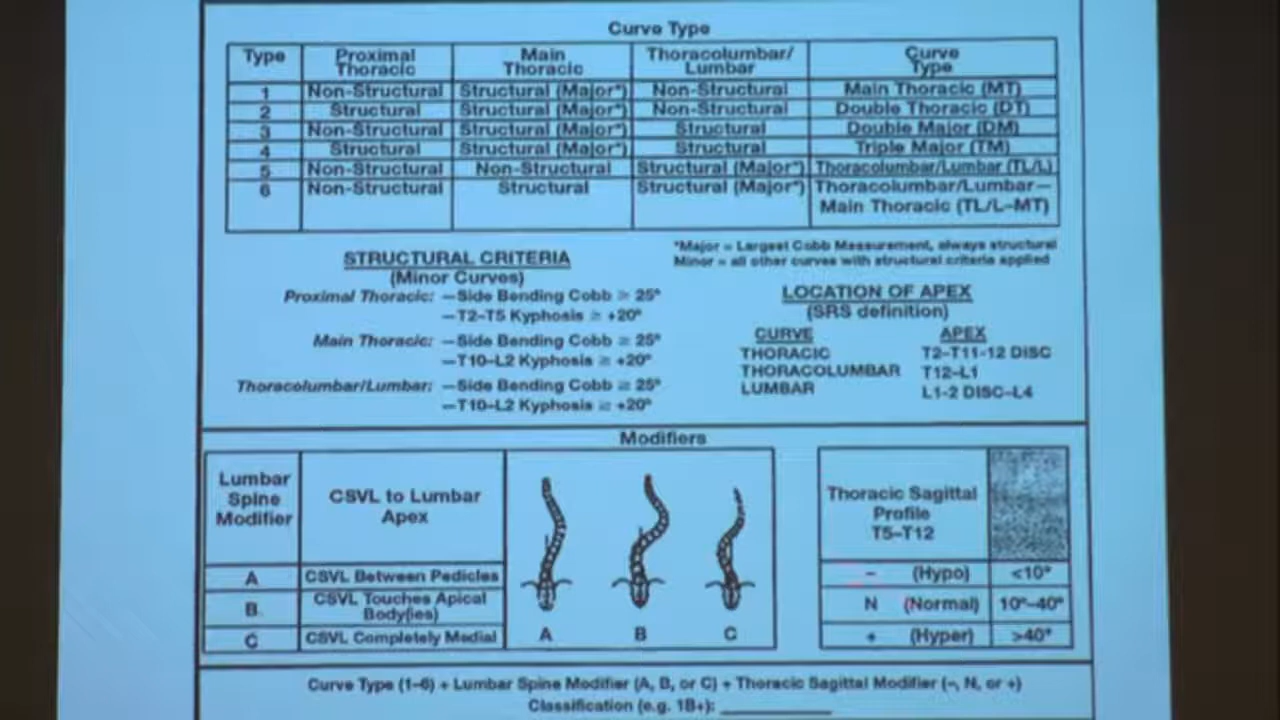 Curve Type
Type Proximal Thoracic Main Thoracic Thoracolumbar/ Lumbar Curve Type
1 Non-Structural Structural (Major*) Non-Structural Main Thoracic (MT)
2 Structural Structural (Major*) Non-Structural Double Thoracic (DT)
3 Non-Structural Structural (Major*) Structural Double Major (DM)
4 Structural Structural (Major*) Structural Triple Major (TM)
5 Non-Structural Non-Structural Structural (Major*) Thoracolumbar/Lumbar (TL/L)
6 Non-Structural Structural Structural (Major*) Thoracolumbar/Lumbar—
Main Thoracic (TL/L–MT)
*Major = Largest Cobb Measurement, always structural
Minor = all other curves with structural criteria applied
STRUCTURAL CRITERIA
(Minor Curves)
Proximal Thoracic: —Side Bending Cobb ≥ 25°
—T2–T5 Kyphosis ≥ +20°
Main Thoracic: —Side Bending Cobb ≥ 25°
—T10–L2 Kyphosis ≥ +20°
Thoracolumbar/Lumbar: —Side Bending Cobb ≥ 25°
—T10–L2 Kyphosis ≥ +20°
LOCATION OF APEX
(SRS definition)
CURVE APEX
THORACIC T2–T11-12 DISC
THORACOLUMBAR T12–L1
LUMBAR L1-2 DISC–L4
Modifiers
Lumbar
Spine
Modifier
CSVL to Lumbar
Apex
A CSVL Between Pedicles
B CSVL Touches Apical
Body(ies)
C CSVL Completely Medial
A B C
Thoracic Sagittal
Profile
T5–T12
– (Hypo) <10°
N (Normal) 10°–40°
+ (Hyper) >40°
Curve Type (1–6) + Lumbar Spine Modifier (A, B, or C) + Thoracic Sagittal Modifier (–, N, or +)
Classification (e.g. 1B+): ____________